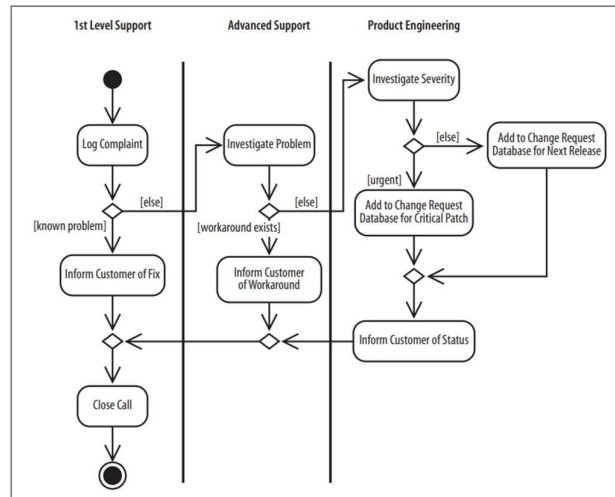 1st Level Support
Advanced Support
Product Engineering
Investigate Severity
Log Complaint
Investigate Problem
[else]
Add to Change Request
Database for Next Release
[else]
[else]
[urgent]
[known problem]
[workaround exists]
Add to Change Request
Database for Critical Patch
Inform Customer of Fix
Inform Customer
of Workaround
Inform Customer of Status
Close Call